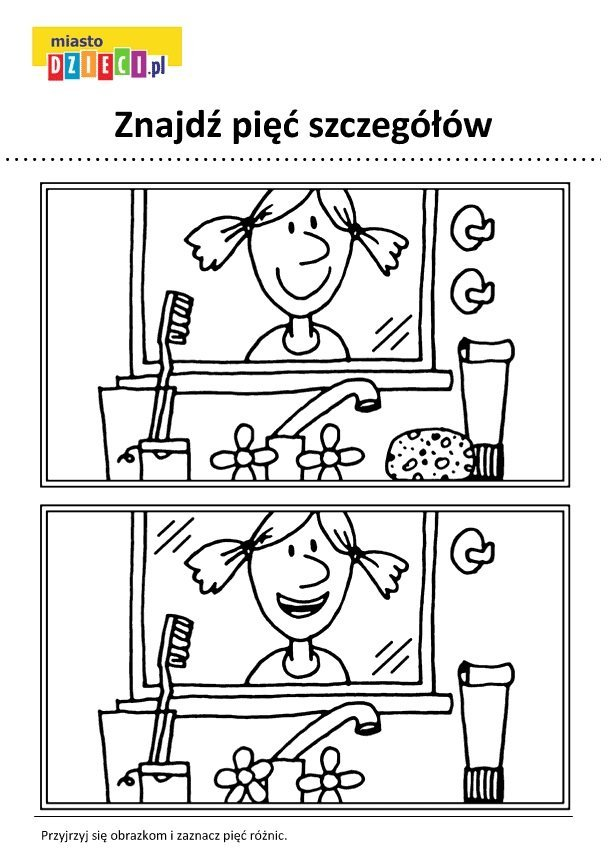 miasto
DZIECI.pl
Znajdź pięć szczegółów
Przyjrzyj się obrazkom i zaznacz pięć różnic.